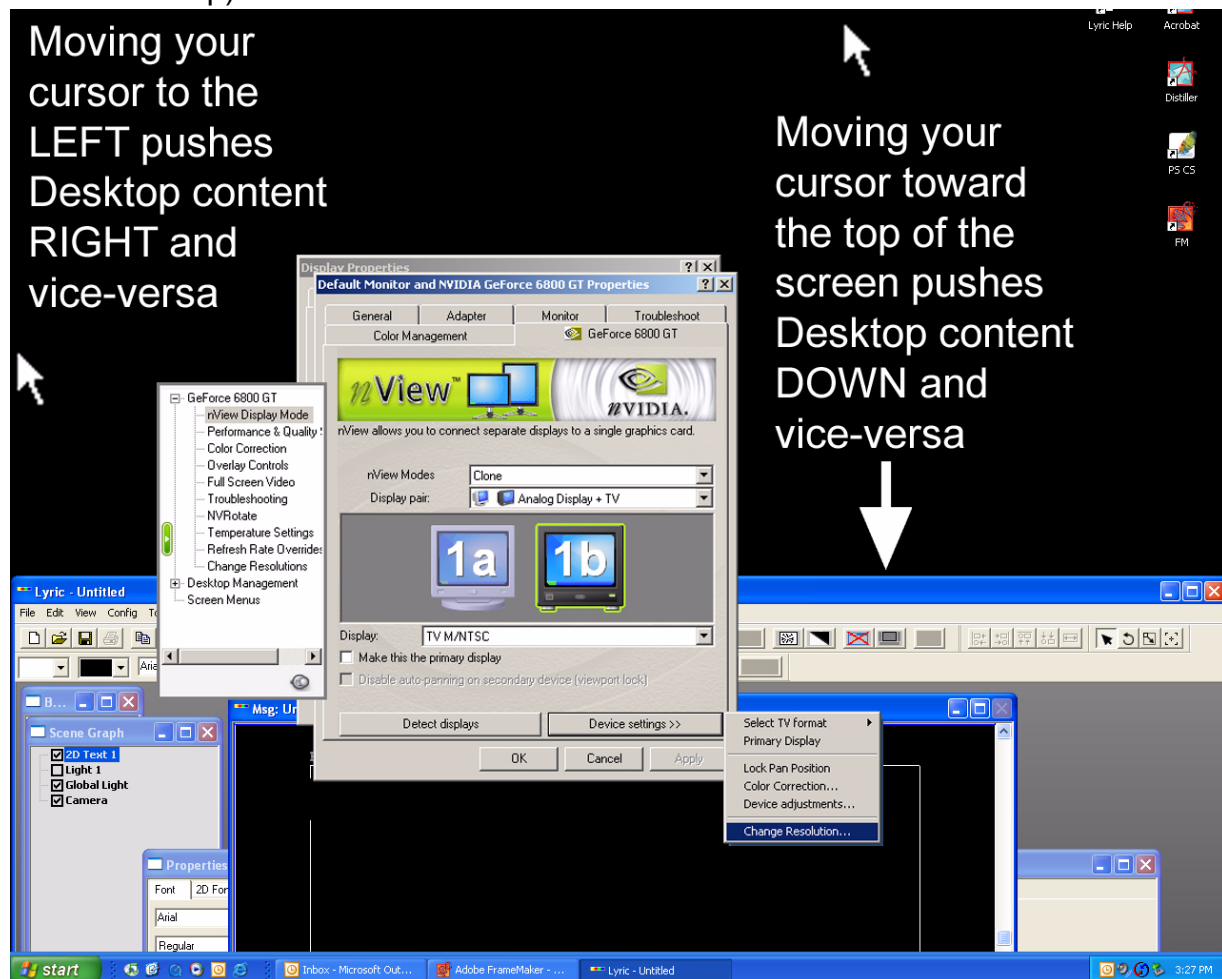 Moving your
cursor to the
LEFT pushes
Desktop content
RIGHT and
vice-versa
Moving your
cursor toward
the top of the
screen pushes
Desktop content
DOWN and
vice-versa
Lyric Help
Acrobat
Distiller
PS CS
FM
Display Properties
Default Monitor and NVIDIA GeForce 6800 GT Properties
General Adapter Monitor Troubleshoot
Color Management GeForce 6800 GT
nView™
NVIDIA.
nView allows you to connect separate displays to a single graphics card.
nView Modes Clone
Display pair: Analog Display + TV
1a 1b
Display: TV M/NTSC
Make this the primary display
Disable auto-panning on secondary device (viewport lock)
Detect displays Device settings >>
OK Cancel Apply
GeForce 6800 GT
nView Display Mode
Performance & Quality
Color Correction
Overlay Controls
Full Screen Video
Troubleshooting
NVRotate
Temperature Settings
Refresh Rate Overrides
Change Resolutions
Desktop Management
Screen Menus
Select TV format
Primary Display
Lock Pan Position
Color Correction...
Device adjustments...
Change Resolution...
Lyric - Untitled
File Edit View Config
B...
Msg:
Scene Graph
2D Text 1
Light 1
Global Light
Camera
Properties
Font 2D
Arial
Regular
start
Inbox - Microsoft Out...
Adobe FrameMaker - ...
Lyric - Untitled
3:27 PM